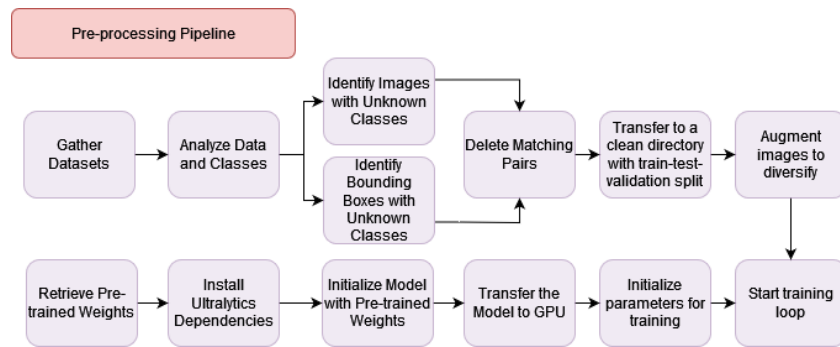 Pre-processing Pipeline
Gather
Datasets
Analyze Data
and Classes
Identify Images
with Unknown
Classes
Identify
Bounding
Boxes with
Unknown
Classes
Delete Matching
Pairs
Transfer to a
clean directory
with train-test-
validation split
Augment
images to
diversify
Retrieve Pre-
trained Weights
Install
Ultralytics
Dependencies
Initialize Model
with Pre-trained
Weights
Transfer the
Model to GPU
Initialize
parameters for
training
Start training
loop